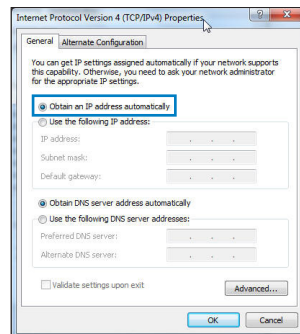 Internet Protocol Version 4 (TCP/IPv4) Properties
General
Alternate Configuration
You can get IP settings assigned automatically if your network supports
this capability. Otherwise, you need to ask your network administrator
for the appropriate IP settings.
Obtain an IP address automatically
Use the following IP address:
IP address:
Subnet mask:
Default gateway:
Obtain DNS server address automatically
Use the following DNS server addresses:
Preferred DNS server:
Alternate DNS server:
Validate settings upon exit
Advanced...
OK
Cancel